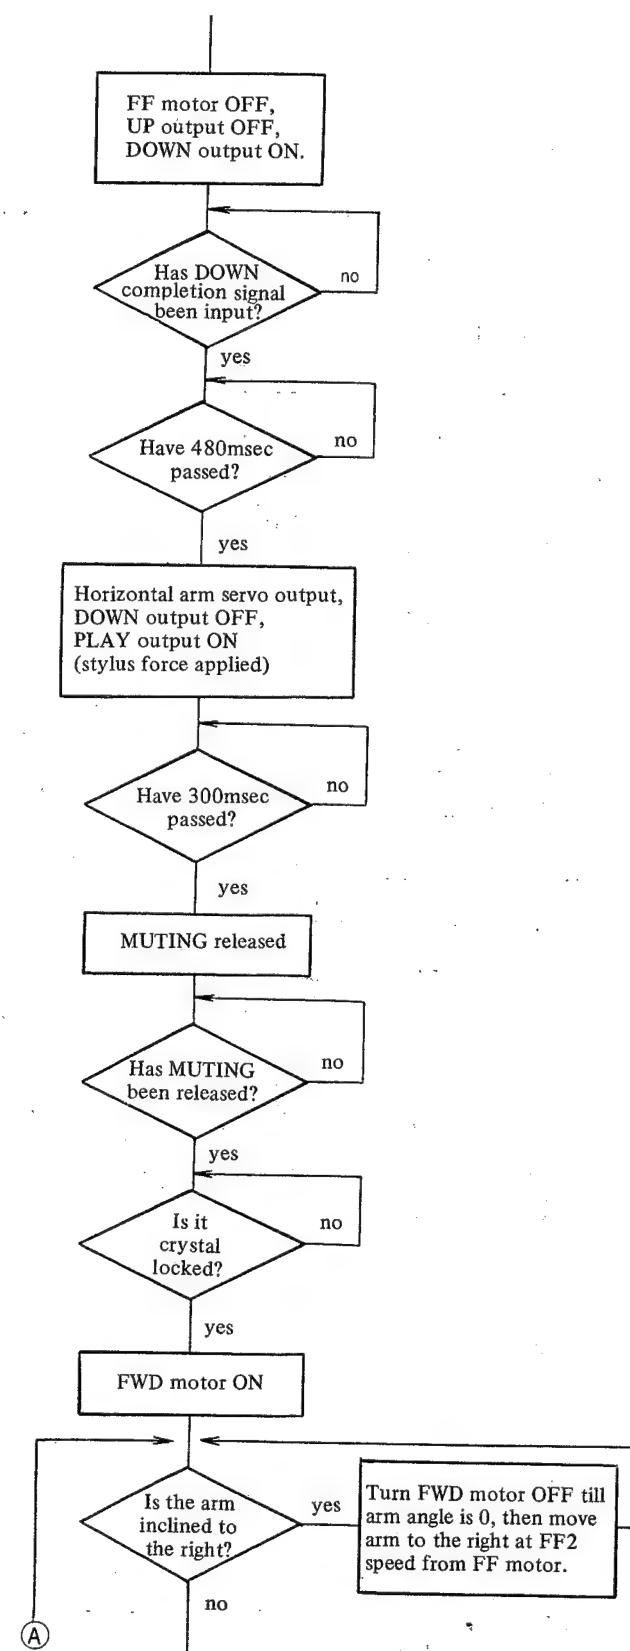 FF motor OFF,
UP output OFF,
DOWN output ON.
Has DOWN
completion signal
been input?
no
yes
Have 480msec
passed?
no
yes
Horizontal arm servo output,
DOWN output OFF,
PLAY output ON
(stylus force applied)
Have 300msec
passed?
no
yes
MUTING released
Has MUTING
been released?
no
yes
Is it
crystal
locked?
no
yes
FWD motor ON
Is the arm
inclined to
the right?
yes
Turn FWD motor OFF till
arm angle is 0, then move
arm to the right at FF2
speed from FF motor.
no
A